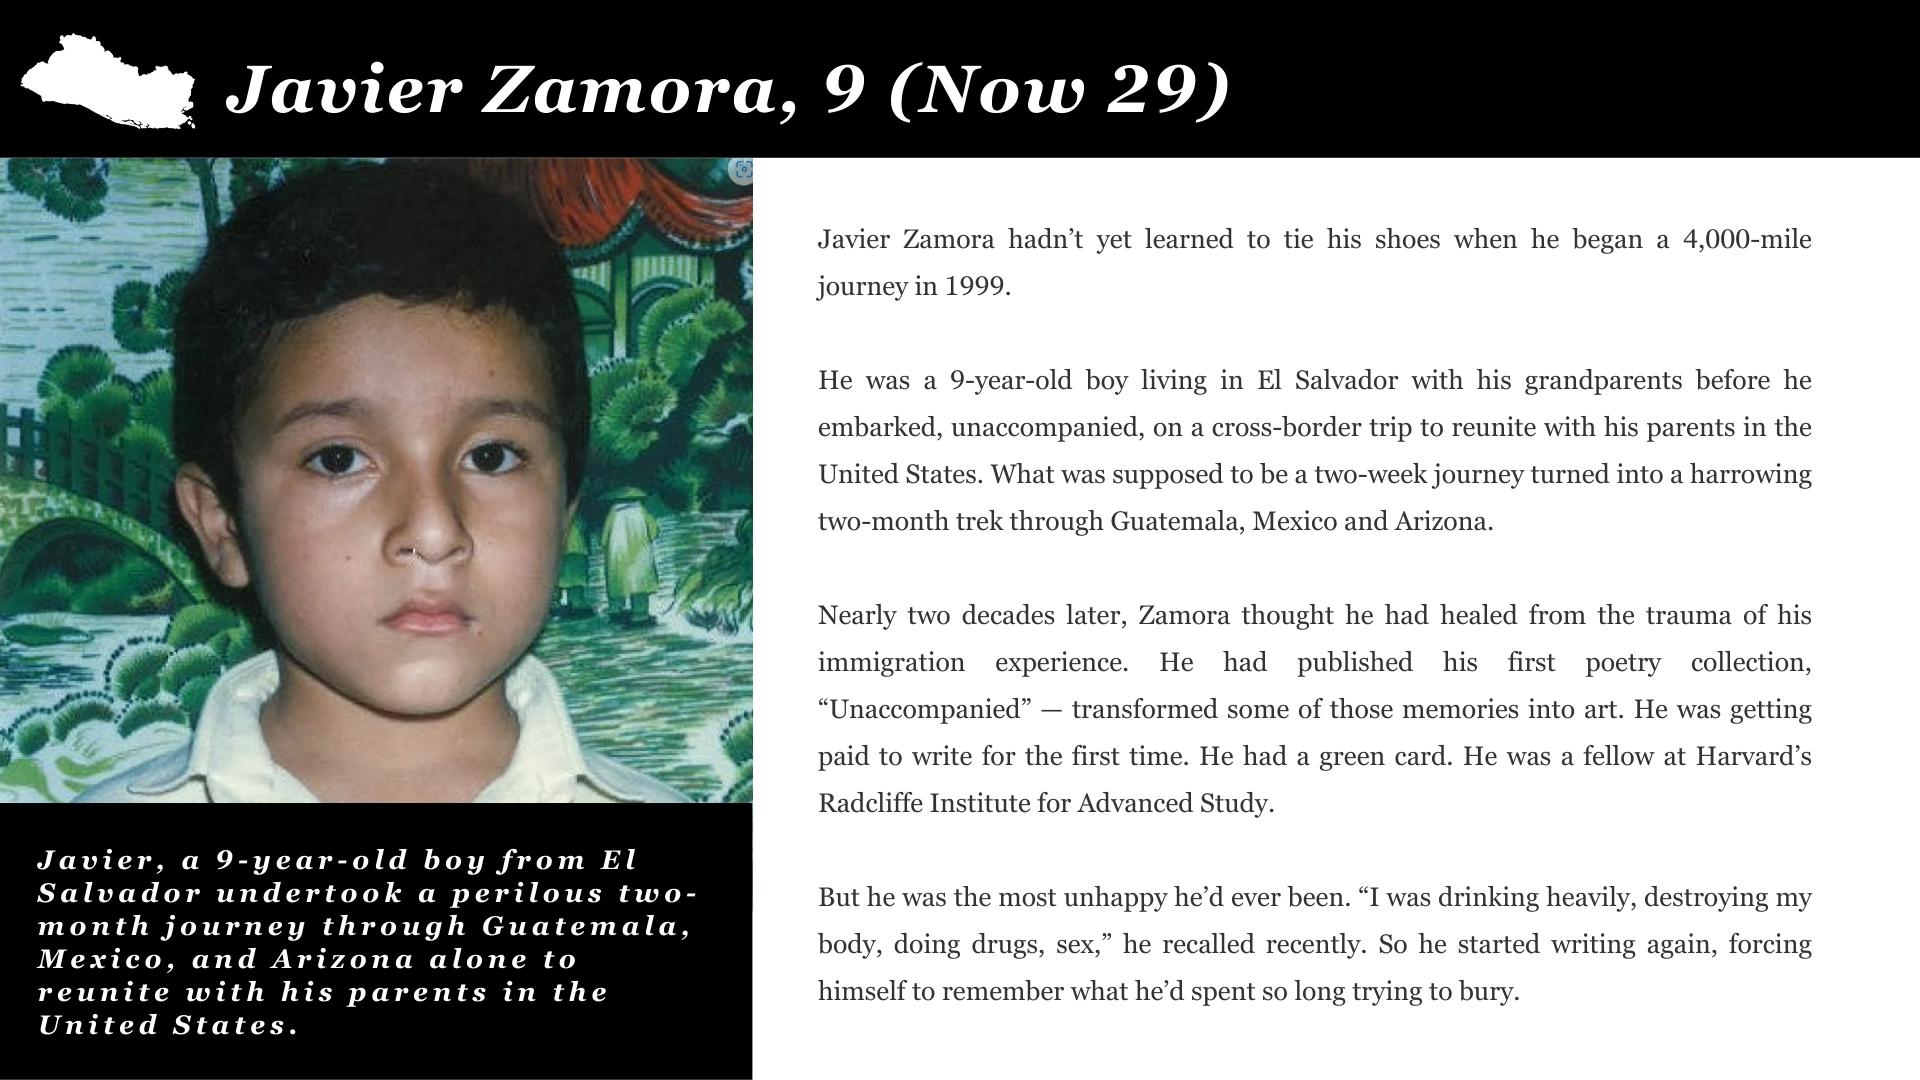 Javier Zamora, 9 (Now 29)
Javier Zamora hadn’t yet learned to tie his shoes when he began a 4,000-mile
journey in 1999.
He was a 9-year-old boy living in El Salvador with his grandparents before he
embarked, unaccompanied, on a cross-border trip to reunite with his parents in the
United States. What was supposed to be a two-week journey turned into a harrowing
two-month trek through Guatemala, Mexico and Arizona.
Nearly two decades later, Zamora thought he had healed from the trauma of his
immigration experience. He had published his first poetry collection,
“Unaccompanied” — transformed some of those memories into art. He was getting
paid to write for the first time. He had a green card. He was a fellow at Harvard’s
Radcliffe Institute for Advanced Study.
But he was the most unhappy he’d ever been. “I was drinking heavily, destroying my
body, doing drugs, sex,” he recalled recently. So he started writing again, forcing
himself to remember what he’d spent so long trying to bury.
Javier, a 9-year-old boy from El
Salvador undertook a perilous two-
month journey through Guatemala,
Mexico, and Arizona alone to
reunite with his parents in the
United States.